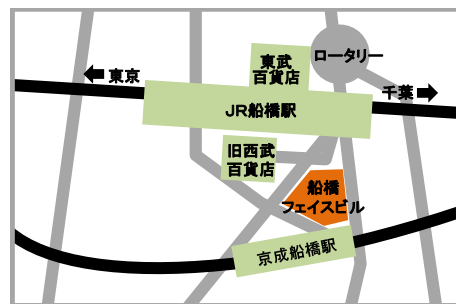 東武
百貨店
ロータリー
東京
千葉
JR船橋駅
旧西武
百貨店
船橋
フェイスビル
京成船橋駅